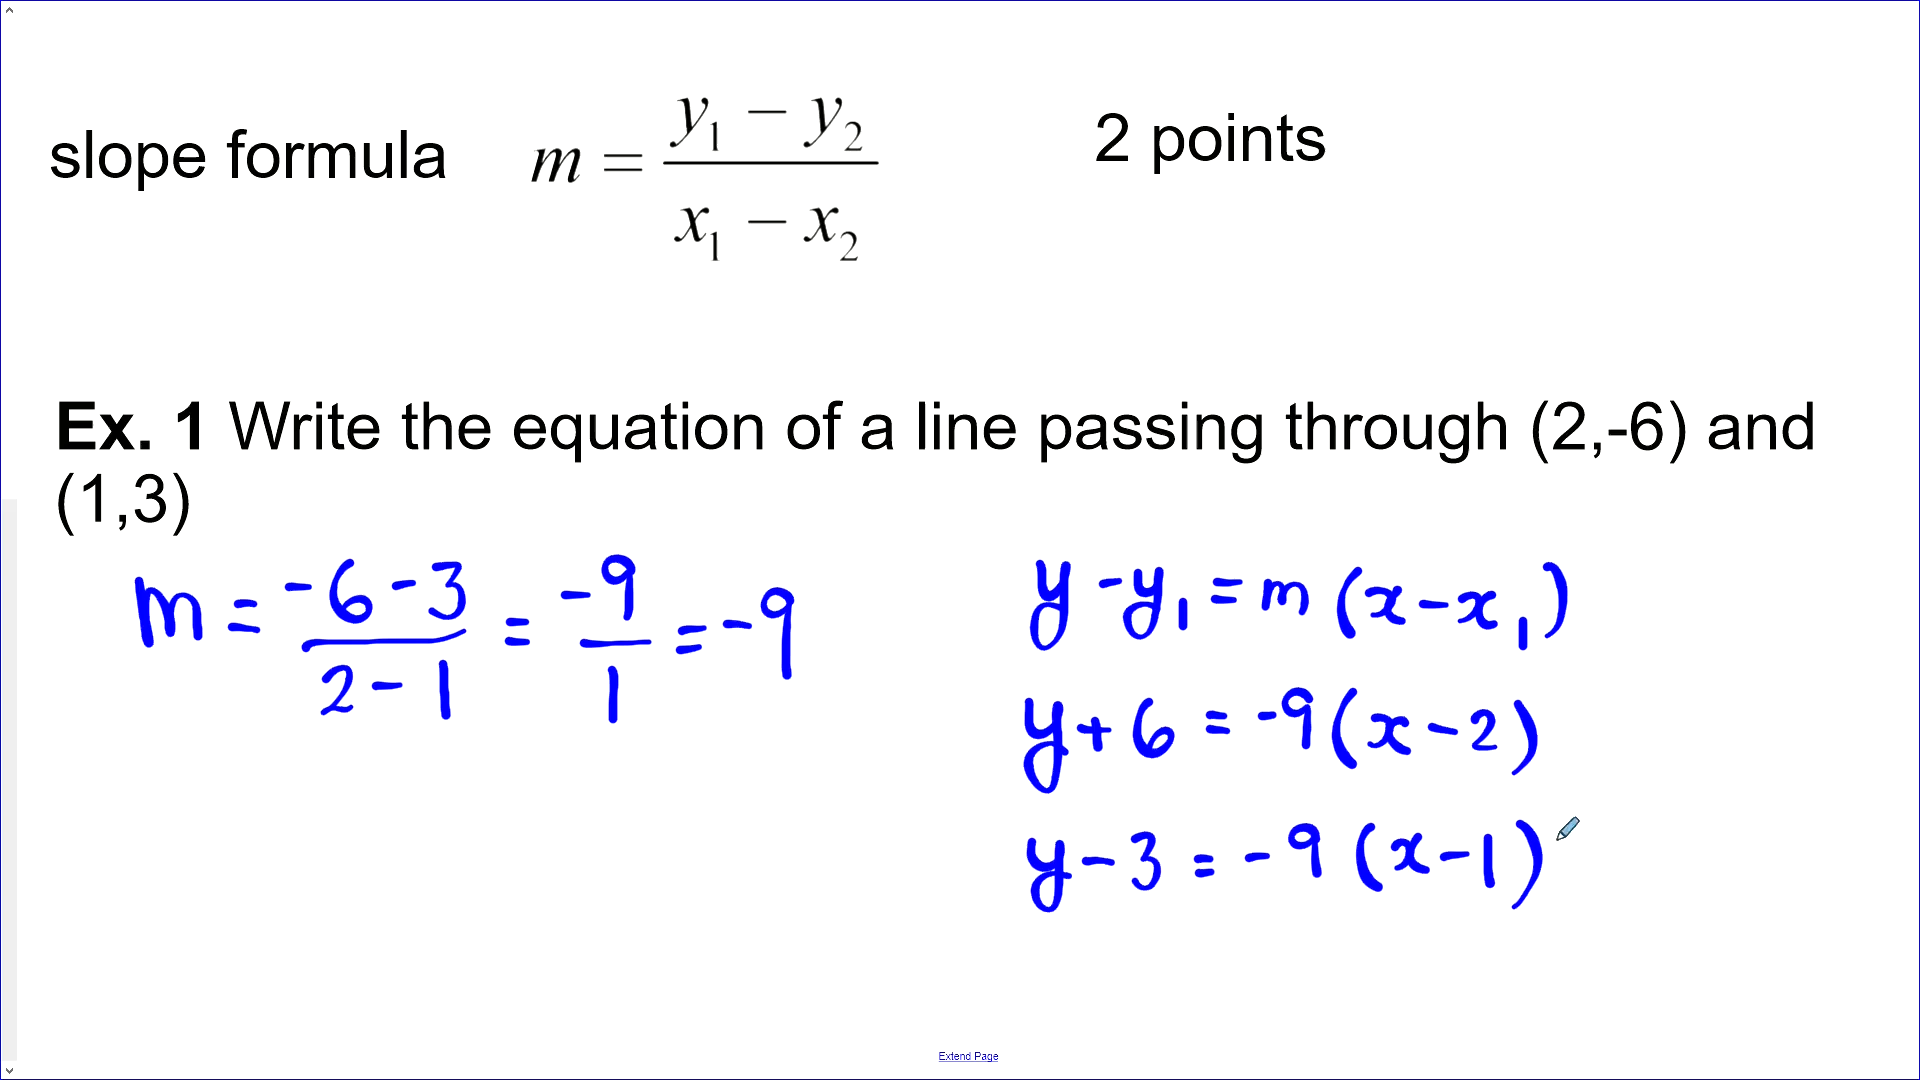 slope formula m = (y₁ − y₂)/(x₁ − x₂) 2 points
Ex. 1 Write the equation of a line passing through (2,-6) and
(1,3)
m = (-6-3)/(2-1) = -9/1 = -9
y - y₁ = m (x - x₁)
y + 6 = -9 (x - 2)
y - 3 = -9 (x - 1)
Extend Page